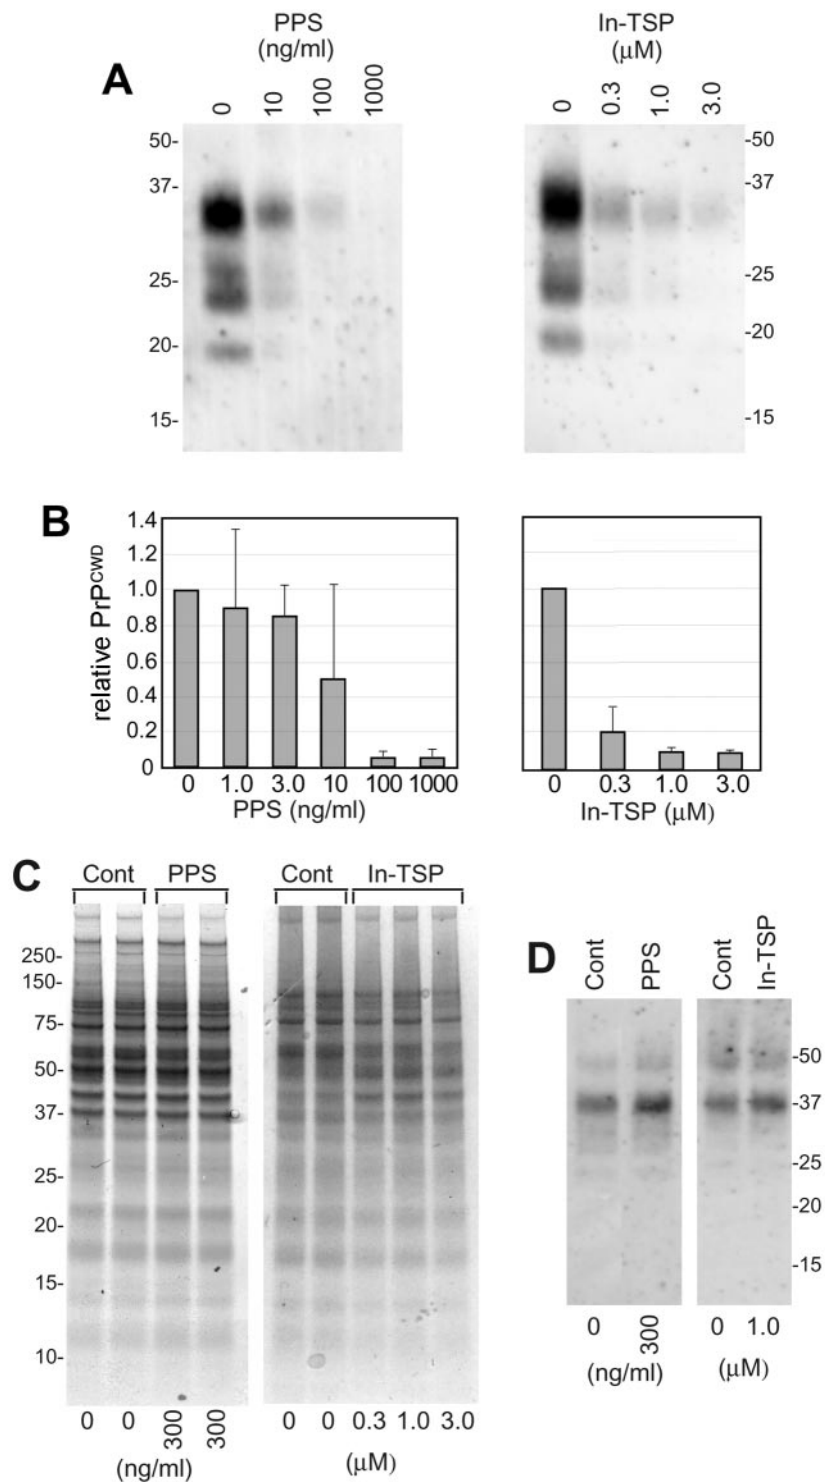 PPS
(ng/ml)
In-TSP
(μM)
A
0 10 100 1000
0 0.3 1.0 3.0
50-
37-
25-
20-
15-
-50
-37
-25
-20
-15
B
relative PrPCWD
1.4
1.2
1.0
0.8
0.6
0.4
0.2
0
0 1.0 3.0 10 100 1000
PPS (ng/ml)
0 0.3 1.0 3.0
In-TSP (μM)
C
Cont PPS
Cont In-TSP
250-
150-
75-
50-
37-
25-
20-
15-
10-
0 0 300 300
(ng/ml)
0 0 0.3 1.0 3.0
(μM)
D
Cont PPS
Cont In-TSP
-50
-37
-25
-20
-15
0 300
(ng/ml)
0 1.0
(μM)